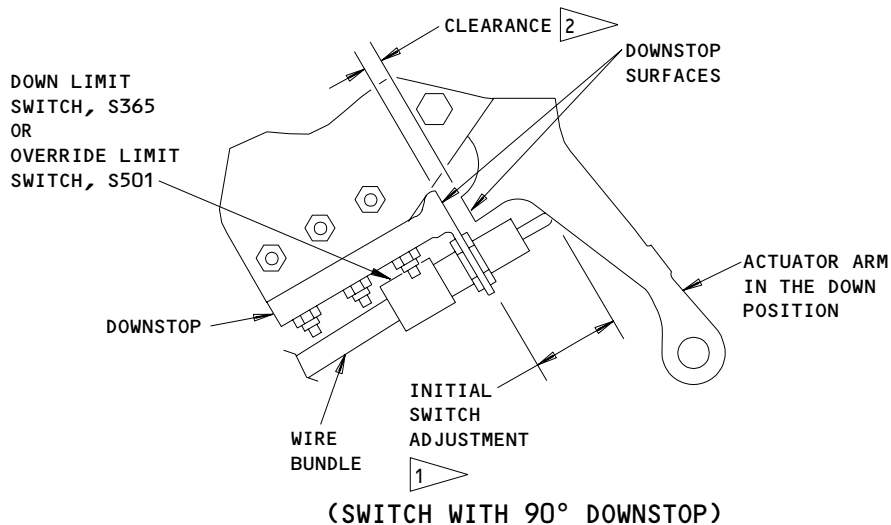 CLEARANCE 2
DOWNSTOP
SURFACES
DOWN LIMIT
SWITCH, S365
OR
OVERRIDE LIMIT
SWITCH, S501
ACTUATOR ARM
IN THE DOWN
POSITION
DOWNSTOP
INITIAL
SWITCH
ADJUSTMENT
1
WIRE
BUNDLE
(SWITCH WITH 90° DOWNSTOP)